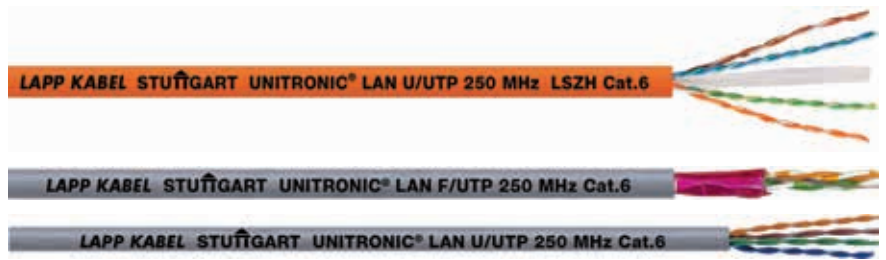 LAPP KABEL STUTTGART UNITRONIC® LAN U/UTP 250 MHz LSZH Cat.6
LAPP KABEL STUTTGART UNITRONIC® LAN F/UTP 250 MHz Cat.6
LAPP KABEL STUTTGART UNITRONIC® LAN U/UTP 250 MHz Cat.6